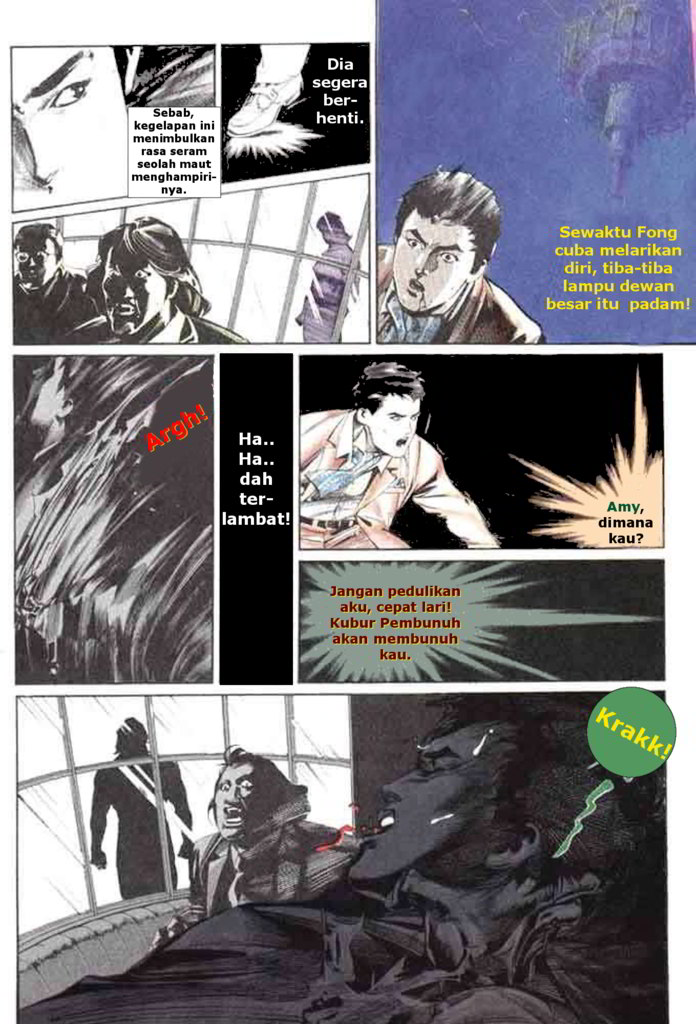 Sebab,
kegelapan ini
menimbulkan
rasa seram
seolah maut
menghampiri-
nya.
Dia
segera
ber-
henti.
Sewaktu Fong
cuba melarikan
diri, tiba-tiba
lampu dewan
besar itu padam!
Argh!
Ha..
Ha..
dah
ter-
lambat!
Amy,
dimana
kau?
Jangan pedulikan
aku, cepat lari!
Kubur Pembunuh
akan membunuh
kau.
Krakk!